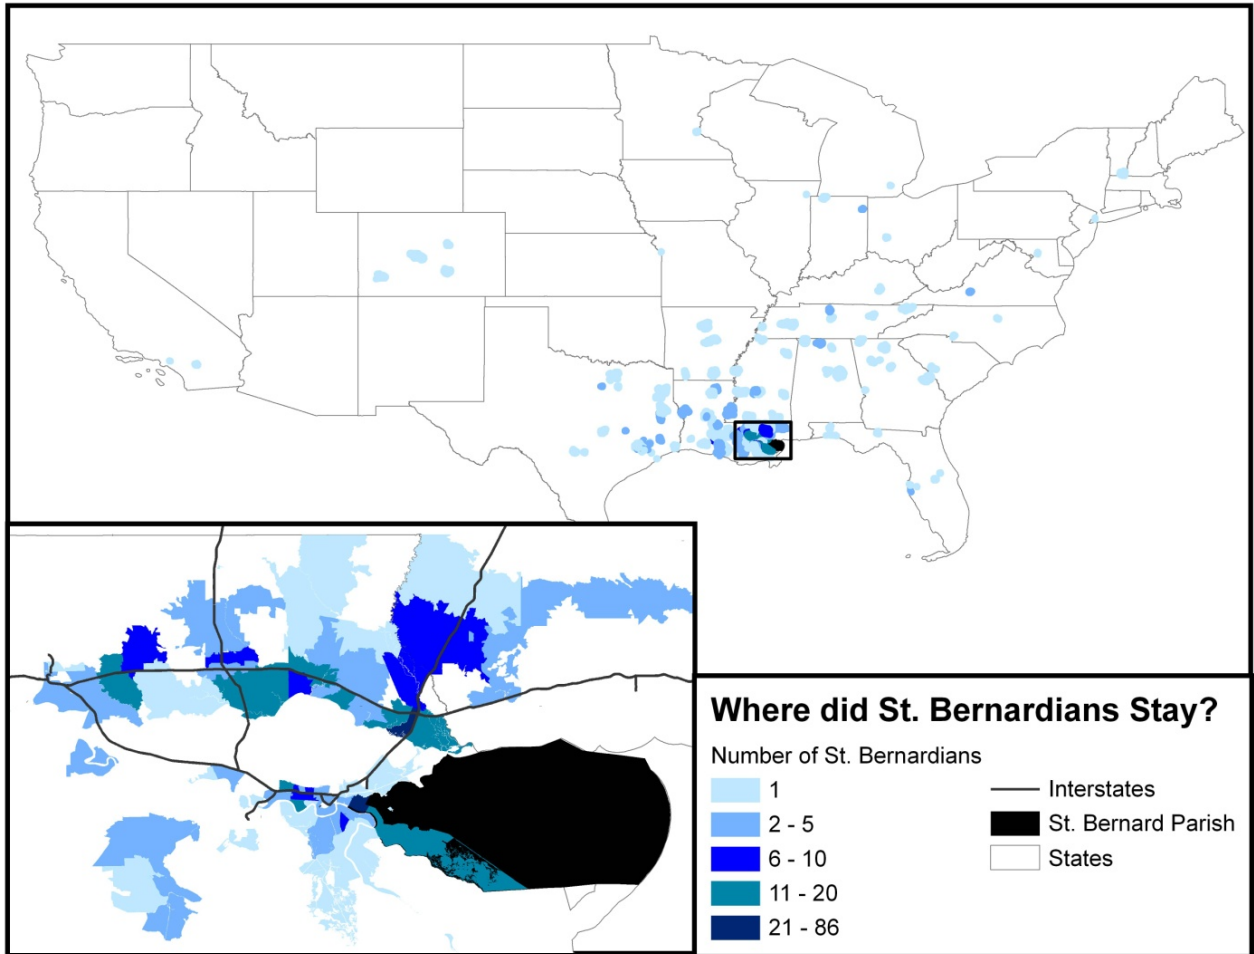 Where did St. Bernardians Stay?
Number of St. Bernardians
1
2 - 5
6 - 10
11 - 20
21 - 86
Interstates
St. Bernard Parish
States